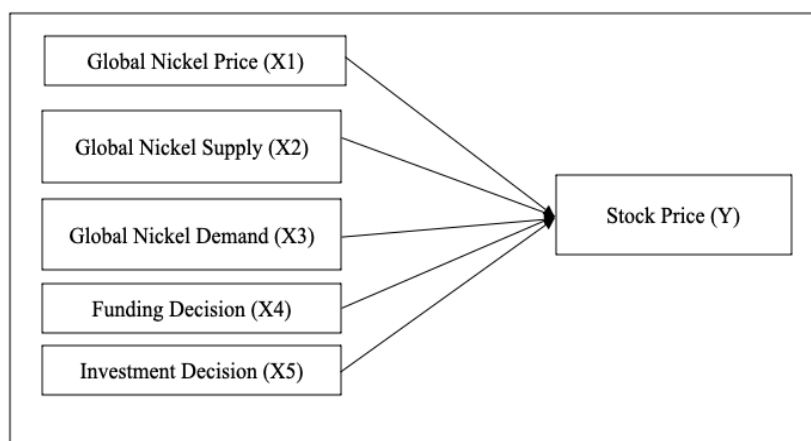 Global Nickel Price (X1)
Global Nickel Supply (X2)
Global Nickel Demand (X3)
Funding Decision (X4)
Investment Decision (X5)
Stock Price (Y)